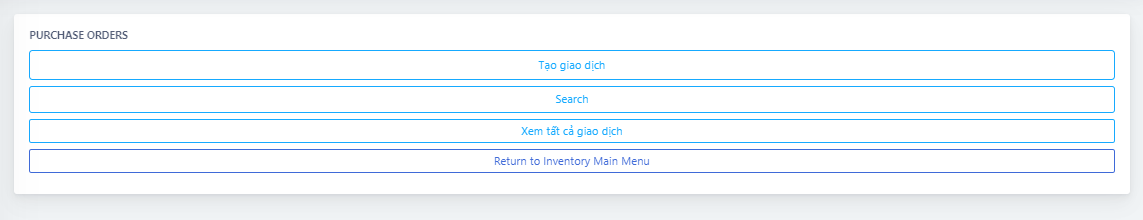 PURCHASE ORDERS
Tạo giao dịch
Search
Xem tất cả giao dịch
Return to Inventory Main Menu